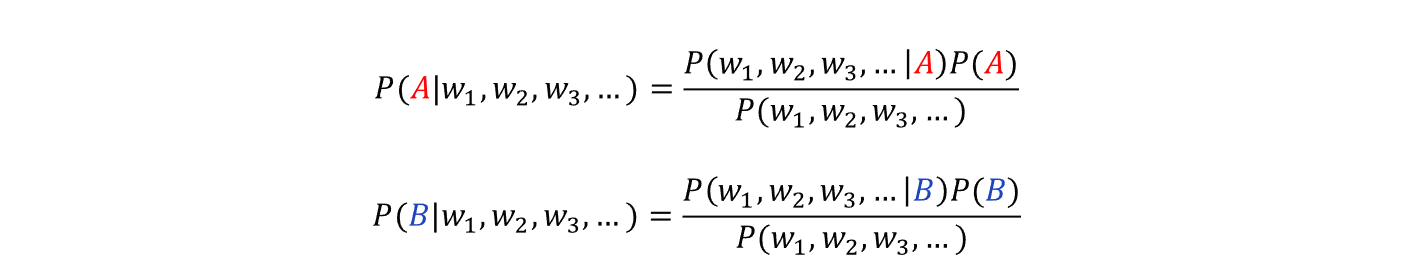 P(A|w₁, w₂, w₃, … ) = P(w₁, w₂, w₃, … |A)P(A) / P(w₁, w₂, w₃, … )
P(B|w₁, w₂, w₃, … ) = P(w₁, w₂, w₃, … |B)P(B) / P(w₁, w₂, w₃, … )